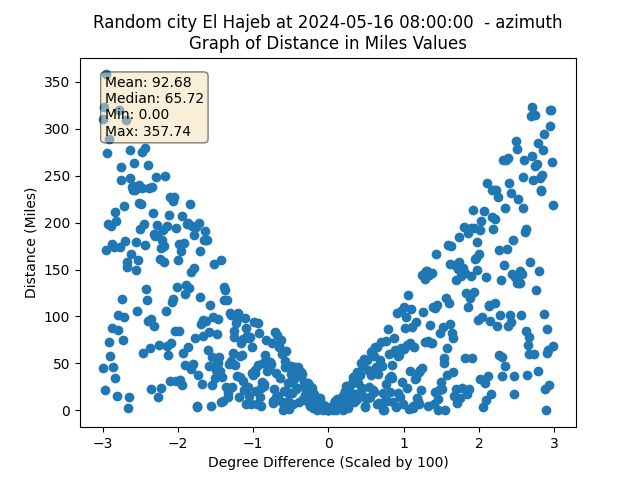 Random city El Hajeb at 2024-05-16 08:00:00  - azimuth
Graph of Distance in Miles Values
Mean: 92.68
Median: 65.72
Min: 0.00
Max: 357.74
Distance (Miles)
350
300
250
200
150
100
50
0
−3
−2
−1
0
1
2
3
Degree Difference (Scaled by 100)